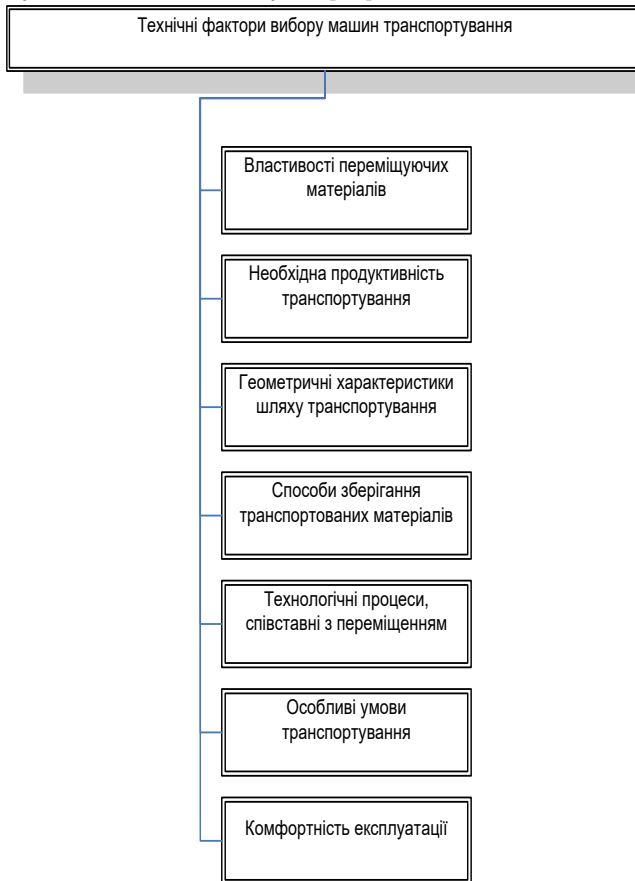 Технічні фактори вибору машин транспортування
Властивості переміщуючих
матеріалів
Необхідна продуктивність
транспортування
Геометричні характеристики
шляху транспортування
Способи зберігання
транспортованих матеріалів
Технологічні процеси,
співставні з переміщенням
Особливі умови
транспортування
Комфортність експлуатації